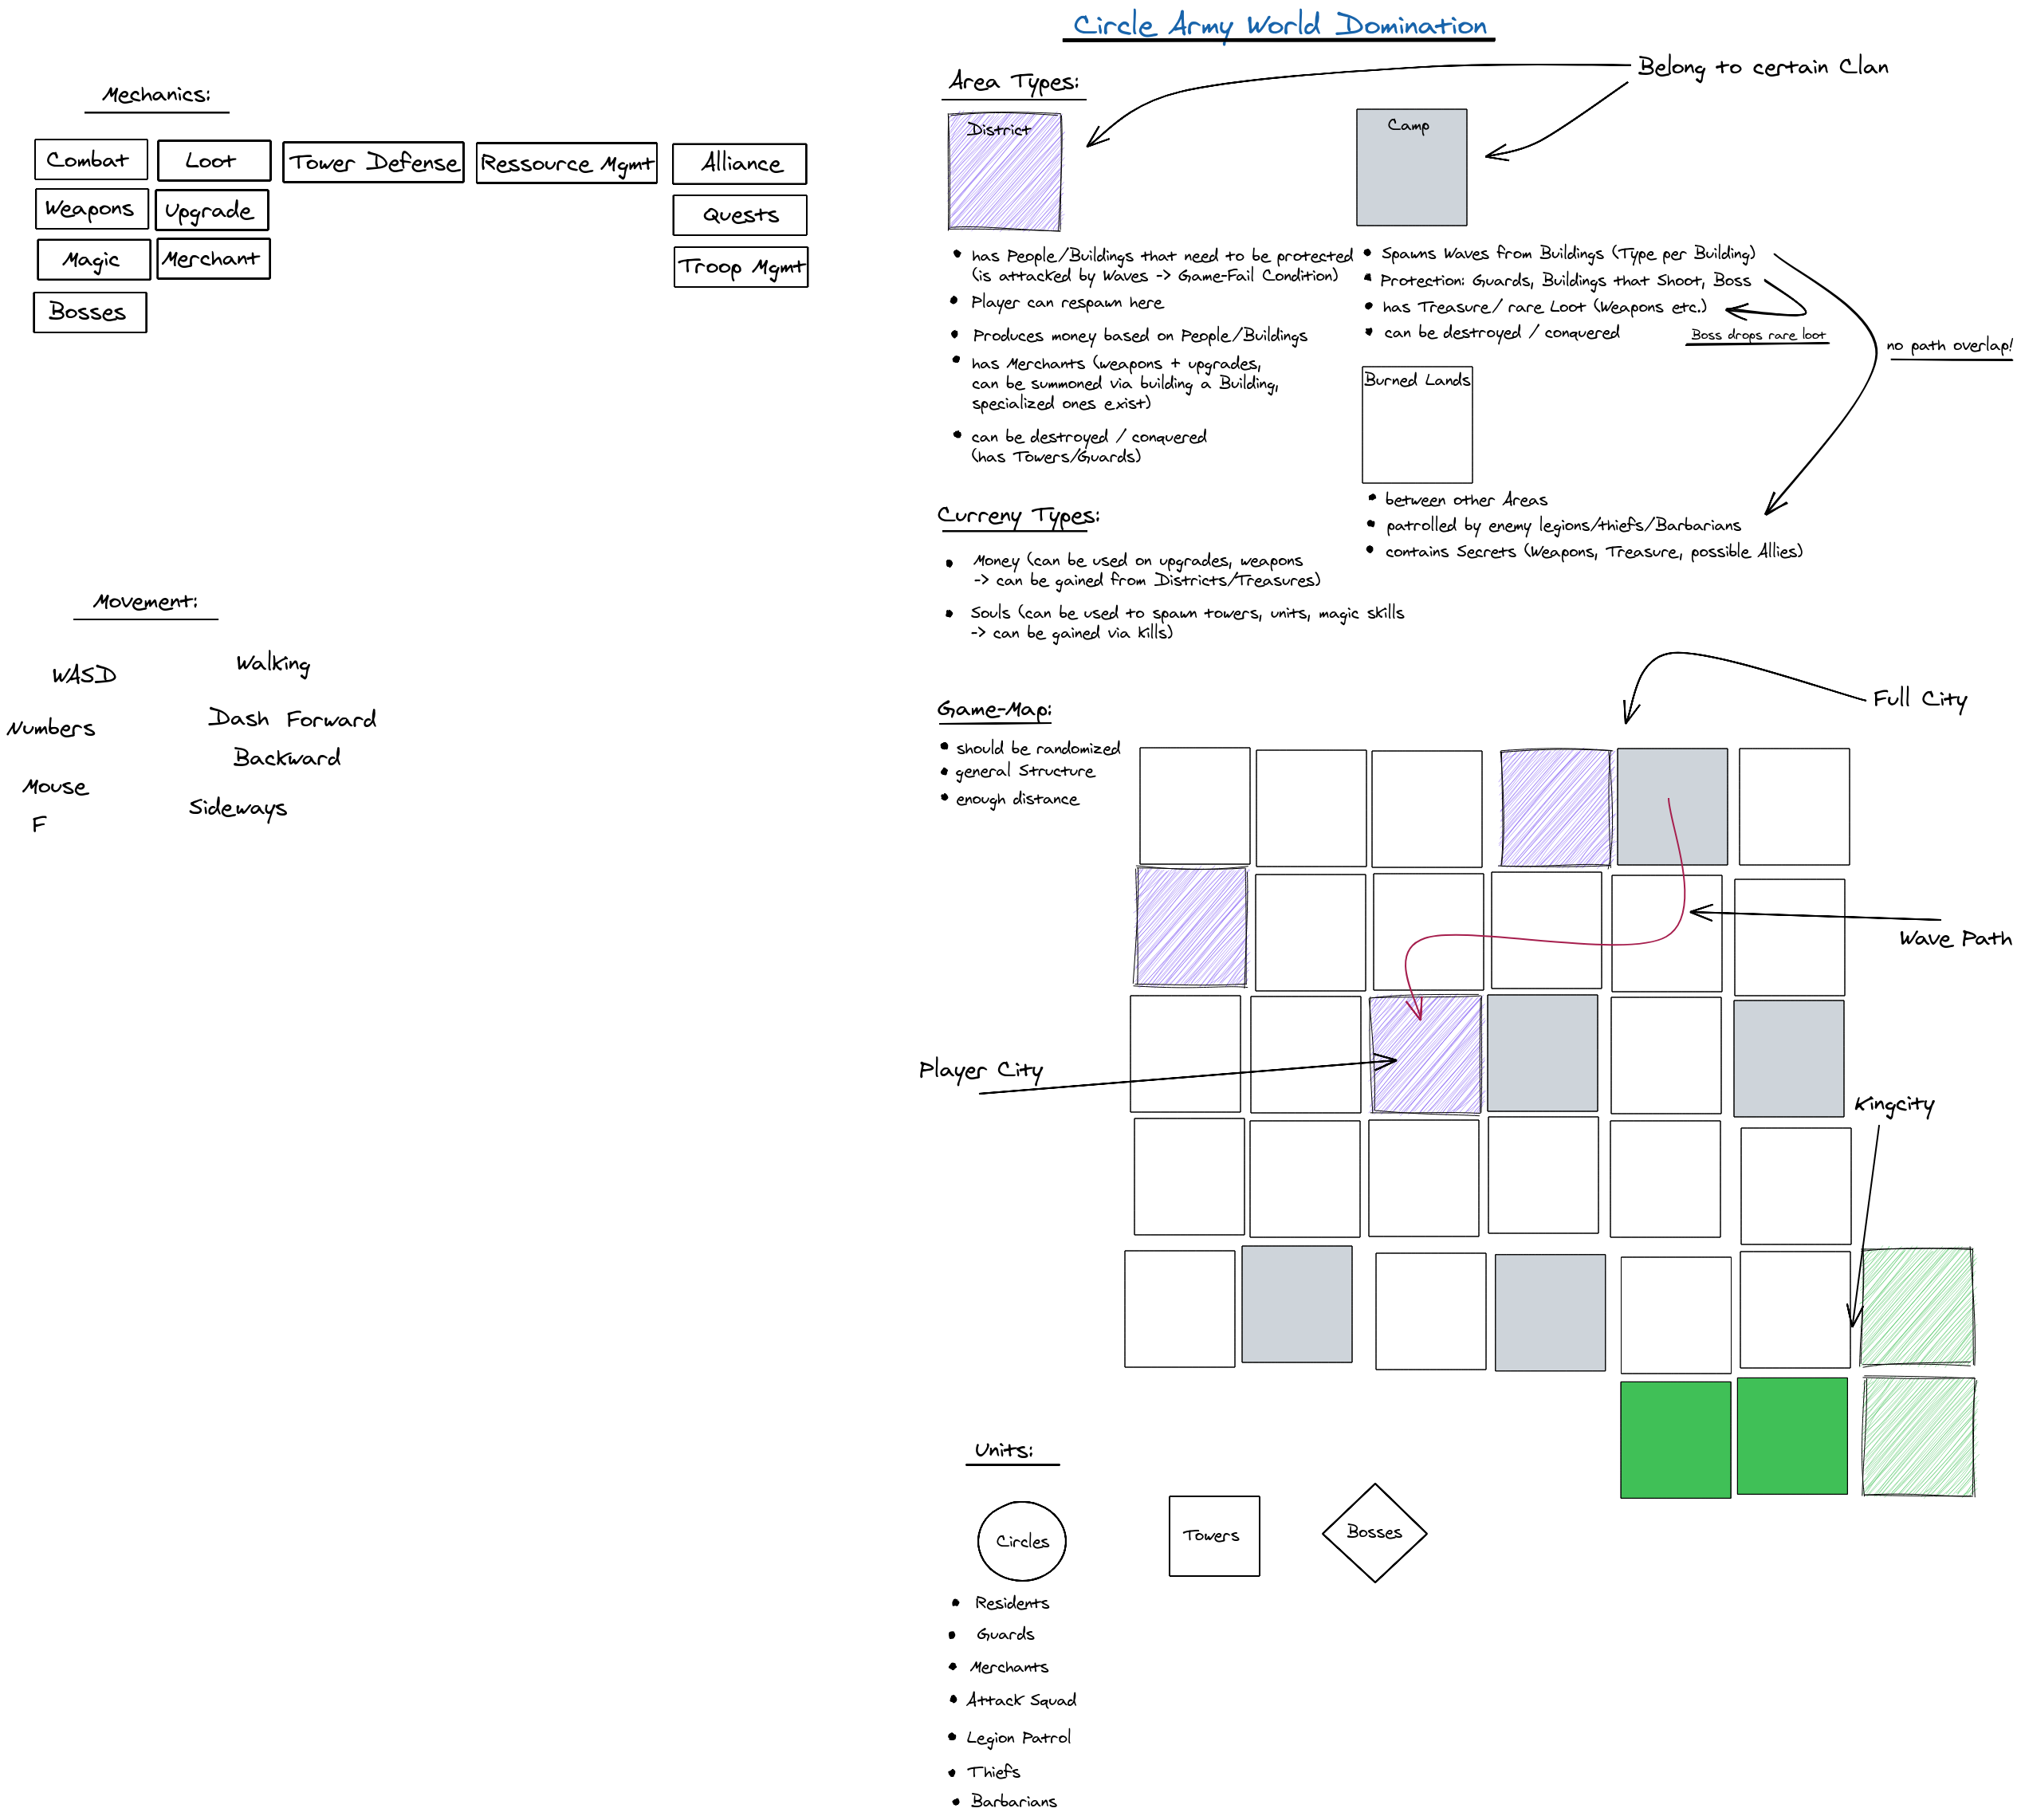 Circle Army World Domination
Mechanics:
Combat
Loot
Tower Defense
Ressource Mgmt
Alliance
Weapons
Upgrade
Quests
Magic
Merchant
Troop Mgmt
Bosses
Movement:
WASD
Walking
Numbers
Dash Forward
Backward
Mouse
Sideways
F
Area Types:
Belong to certain Clan
District
Camp
• has People/Buildings that need to be protected
(is attacked by Waves -> Game-Fail Condition)
• Player can respawn here
• Produces money based on People/Buildings
• has Merchants (weapons + upgrades,
can be summoned via building a Building,
specialized ones exist)
• can be destroyed / conquered
(has Towers/Guards)
• Spawns Waves from Buildings (Type per Building)
• Protection: Guards, Buildings that Shoot, Boss
• has Treasure/ rare Loot (Weapons etc.)
• can be destroyed / conquered
Boss drops rare loot
no path overlap!
Burned Lands
• between other Areas
• patrolled by enemy legions/thiefs/Barbarians
• contains Secrets (Weapons, Treasure, possible Allies)
Curreny Types:
• Money (can be used on upgrades, weapons
-> can be gained from Districts/Treasures)
• Souls (can be used to spawn towers, units, magic skills
-> can be gained via kills)
Game-Map:
• should be randomized
• general Structure
• enough distance
Full City
Wave Path
Player City
Kingcity
Units:
Circles
Towers
Bosses
• Residents
• Guards
• Merchants
• Attack Squad
• Legion Patrol
• Thiefs
• Barbarians